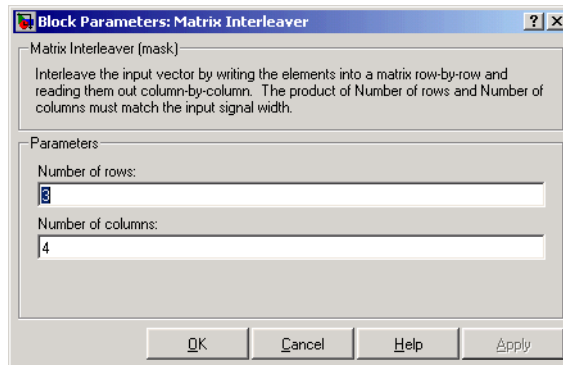 Block Parameters: Matrix Interleaver
Matrix Interleaver (mask)
Interleave the input vector by writing the elements into a matrix row-by-row and
reading them out column-by-column. The product of Number of rows and Number of
columns must match the input signal width.
Parameters
Number of rows:
3
Number of columns:
4
OK Cancel Help Apply